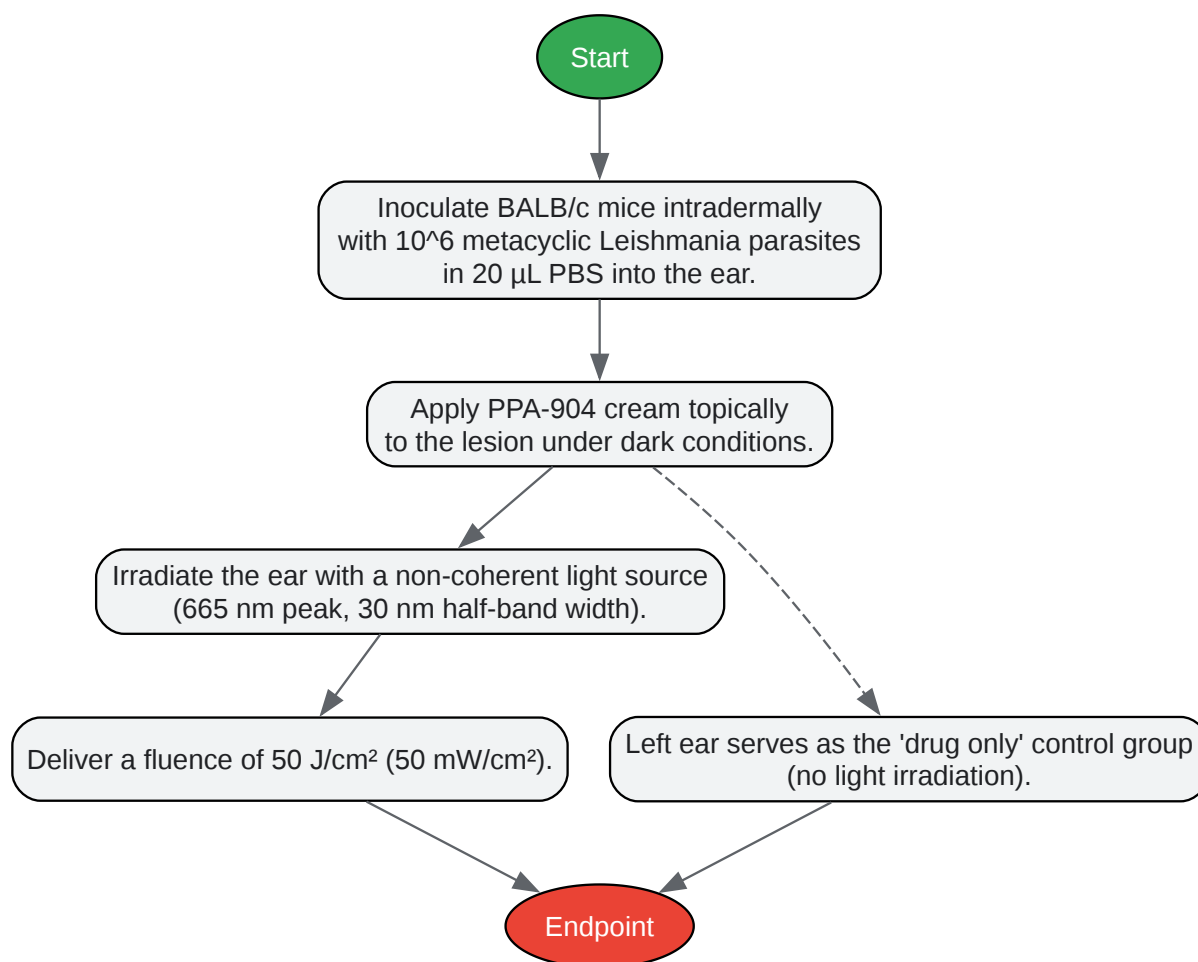 Start
Inoculate BALB/c mice intradermally
with 10^6 metacyclic Leishmania parasites
in 20 µL PBS into the ear.
Apply PPA-904 cream topically
to the lesion under dark conditions.
Irradiate the ear with a non-coherent light source
(665 nm peak, 30 nm half-band width).
Deliver a fluence of 50 J/cm² (50 mW/cm²).
Left ear serves as the 'drug only' control group
(no light irradiation).
Endpoint